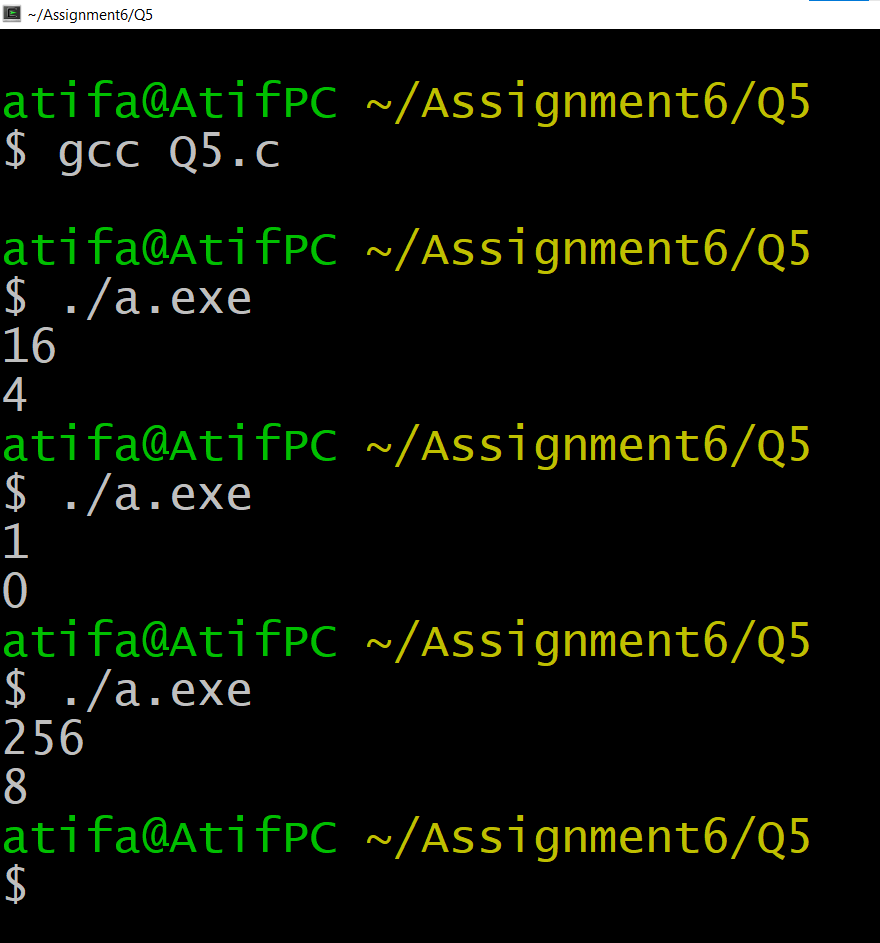 ~/Assignment6/Q5
atifa@AtifPC ~/Assignment6/Q5
$ gcc Q5.c
atifa@AtifPC ~/Assignment6/Q5
$ ./a.exe
16
4
atifa@AtifPC ~/Assignment6/Q5
$ ./a.exe
1
0
atifa@AtifPC ~/Assignment6/Q5
$ ./a.exe
256
8
atifa@AtifPC ~/Assignment6/Q5
$